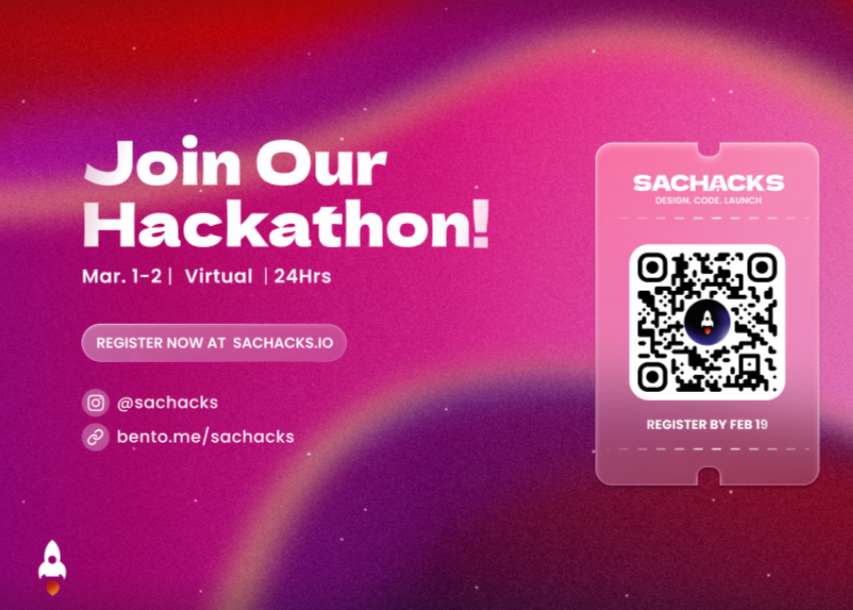 Join Our
Hackathon!
Mar. 1-2 | Virtual | 24Hrs
REGISTER NOW AT SACHACKS.IO
@sachacks
bento.me/sachacks
SACHACKS
DESIGN. CODE. LAUNCH
REGISTER BY FEB 19